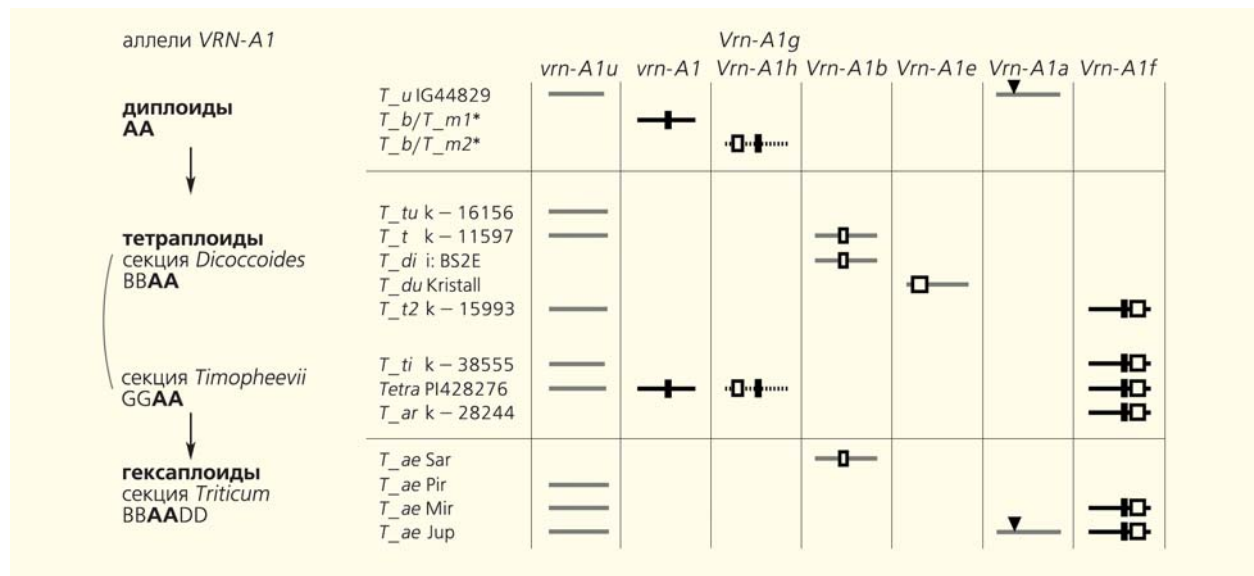 аллели VRN-A1
Vrn-A1g
vrn-A1u vrn-A1 Vrn-A1h Vrn-A1b Vrn-A1e Vrn-A1a Vrn-A1f
диплоиды
AA
T_u IG44829
T_b/T_m1*
T_b/T_m2*
тетраплоиды
секция Dicoccoides
BBAA
T_tu k – 16156
T_t k – 11597
T_di i: BS2E
T_du Kristall
T_t2 k – 15993
секция Timopheevii
GGAA
T_ti k – 38555
Tetra PI428276
T_ar k – 28244
гексаплоиды
секция Triticum
BBAADD
T_ae Sar
T_ae Pir
T_ae Mir
T_ae Jup